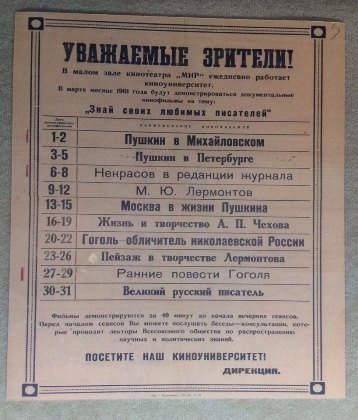 УВАЖАЕМЫЕ ЗРИТЕЛИ!
В малом зале кинотеатра „МИР" ежедневно работает
киноуниверситет.
В марте месяце 1961 года будут демонстрироваться документальные
кинофильмы на тему:
„Знай своих любимых писателей"
НАИМЕНОВАНИЕ КИНОФИЛЬМОВ
1-2 Пушкин в Михайловском
3-5 Пушкин в Петербурге
6-8 Некрасов в редакции журнала
9-12 М. Ю. Лермонтов
13-15 Москва в жизни Пушкина
16-19 Жизнь и творчество А. П. Чехова
20-22 Гоголь-обличитель николаевской России
23-26 Пейзаж в творчестве Лермонтова
27-29 Ранние повести Гоголя
30-31 Великий русский писатель
Фильмы демонстрируются за 40 минут до начала вечерних сеансов.
Перед началом сеансов Вы можете послушать беседы—консультации, кото-
рые проводят лекторы Всесоюзного общества по распространению
научных и политических знаний.
ПОСЕТИТЕ НАШ КИНОУНИВЕРСИТЕТ!
ДИРЕКЦИЯ.